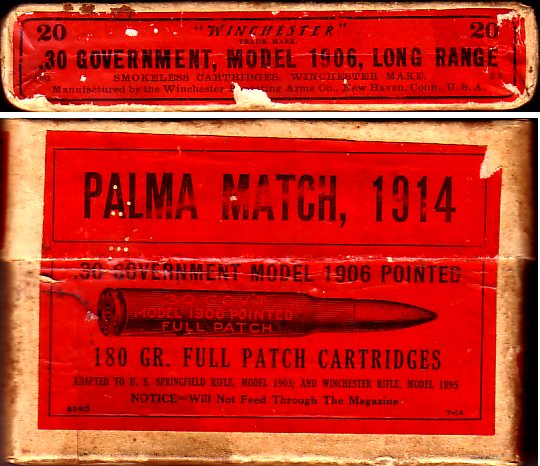 20 "WINCHESTER" 20
TRADE MARK
.30 GOVERNMENT, MODEL 1906, LONG RANGE
SMOKELESS CARTRIDGES, WINCHESTER MAKE.
Manufactured by the Winchester Arms Co., New Haven, Conn., U. S. A.
PALMA MATCH, 1914
.30 GOVERNMENT MODEL 1906 POINTED
MODEL 1906 POINTED
FULL PATCH
180 GR. FULL PATCH CARTRIDGES
ADAPTED TO U. S. SPRINGFIELD RIFLE, MODEL 1903; AND WINCHESTER RIFLE, MODEL 1895
NOTICE=Will Not Feed Through The Magazine
7-14